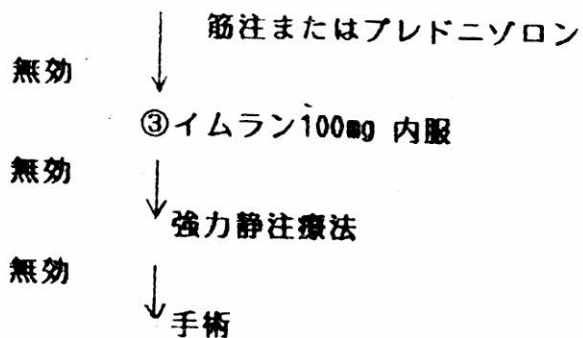 筋注またはプレドニゾロン
無効
③イムラン100mg 内服
無効
強力静注療法
無効
手術